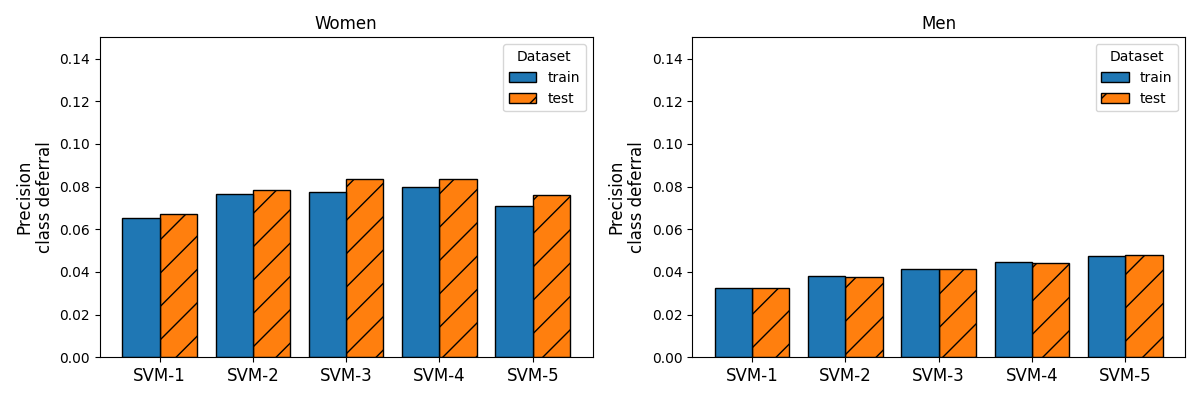 Women
Precision
class deferral
0.14
0.12
0.10
0.08
0.06
0.04
0.02
0.00
SVM-1 SVM-2 SVM-3 SVM-4 SVM-5
Dataset
train
test
Men
Precision
class deferral
0.14
0.12
0.10
0.08
0.06
0.04
0.02
0.00
SVM-1 SVM-2 SVM-3 SVM-4 SVM-5
Dataset
train
test